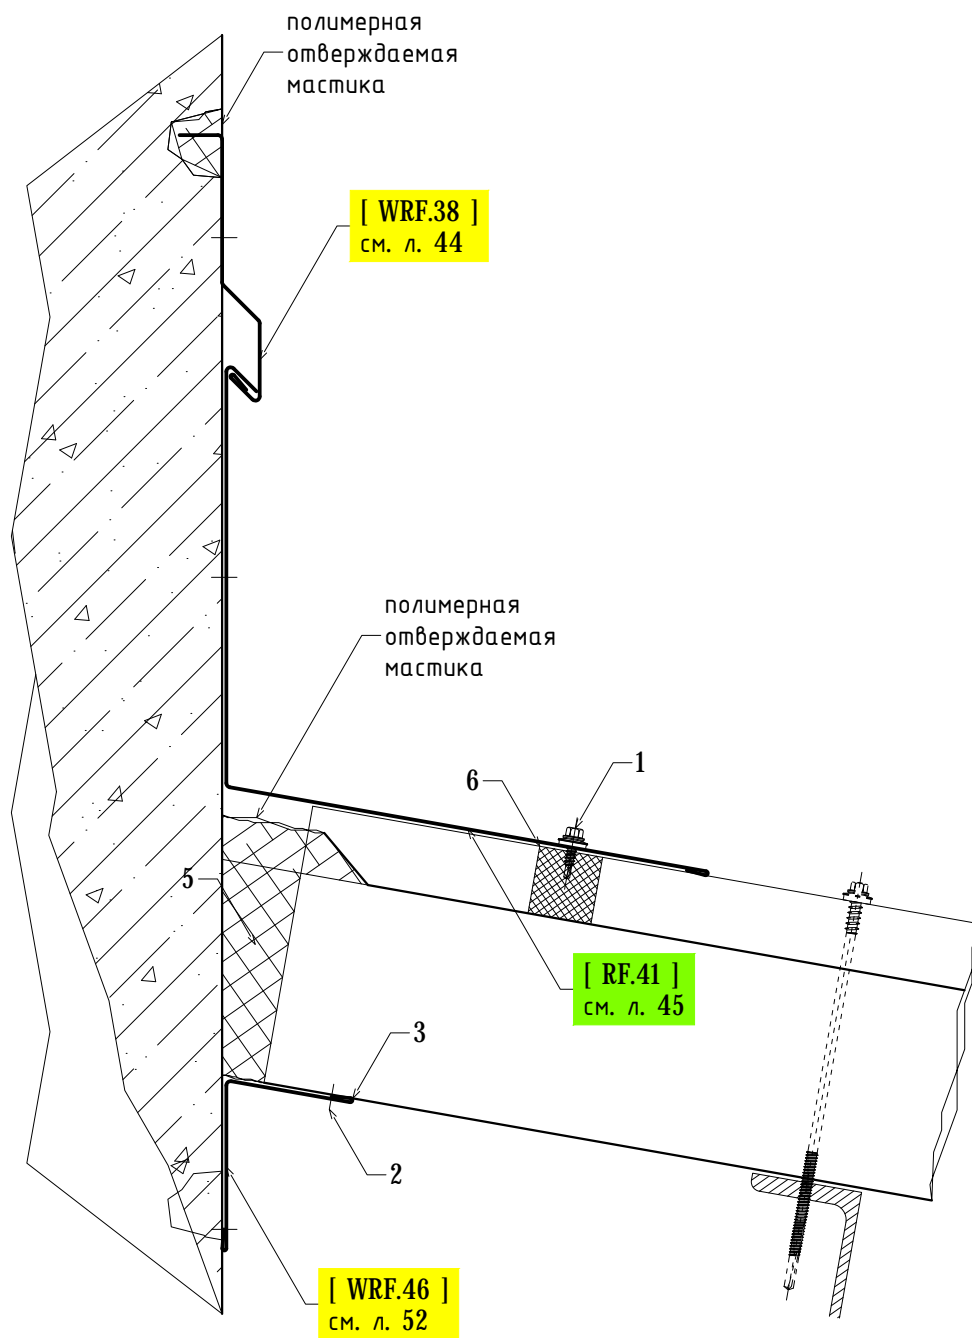 полимерная
отверждаемая
мастика
[ WRF.38 ]
см. л. 44
полимерная
отверждаемая
мастика
6
1
5
[ RF.41 ]
см. л. 45
3
2
[ WRF.46 ]
см. л. 52